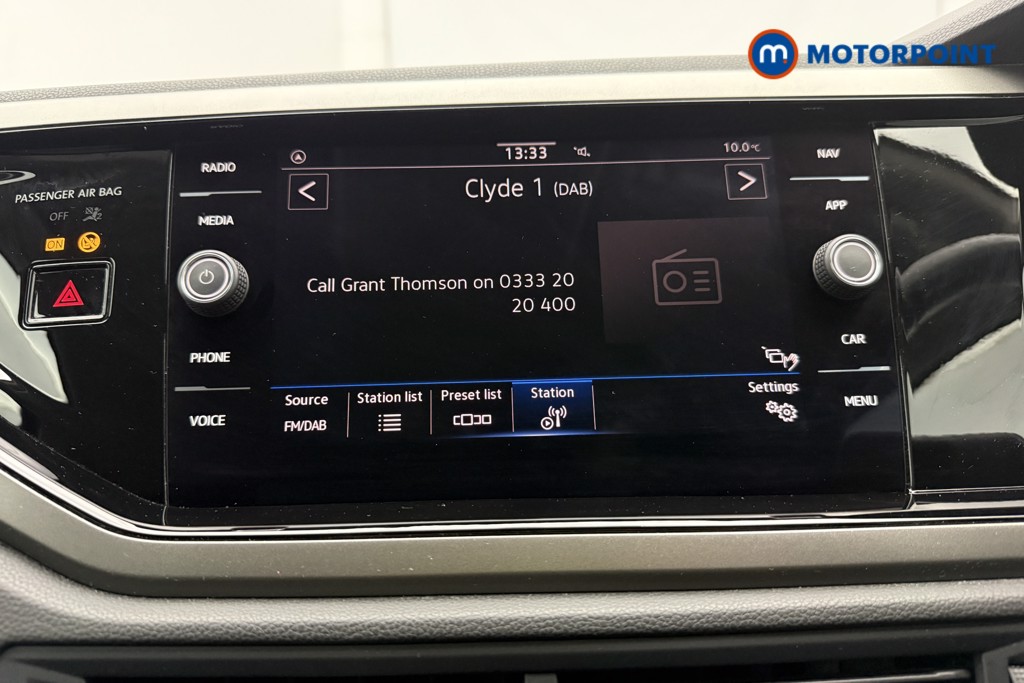 m MOTORPOINT
RADIO
MEDIA
PHONE
VOICE
PASSENGER AIR BAG
OFF
ON
13:33
10.0°C
<
Clyde 1 (DAB)
>
Call Grant Thomson on 0333 20
20 400
Source
FM/DAB
Station list
Preset list
Station
Settings
NAV
APP
CAR
MENU